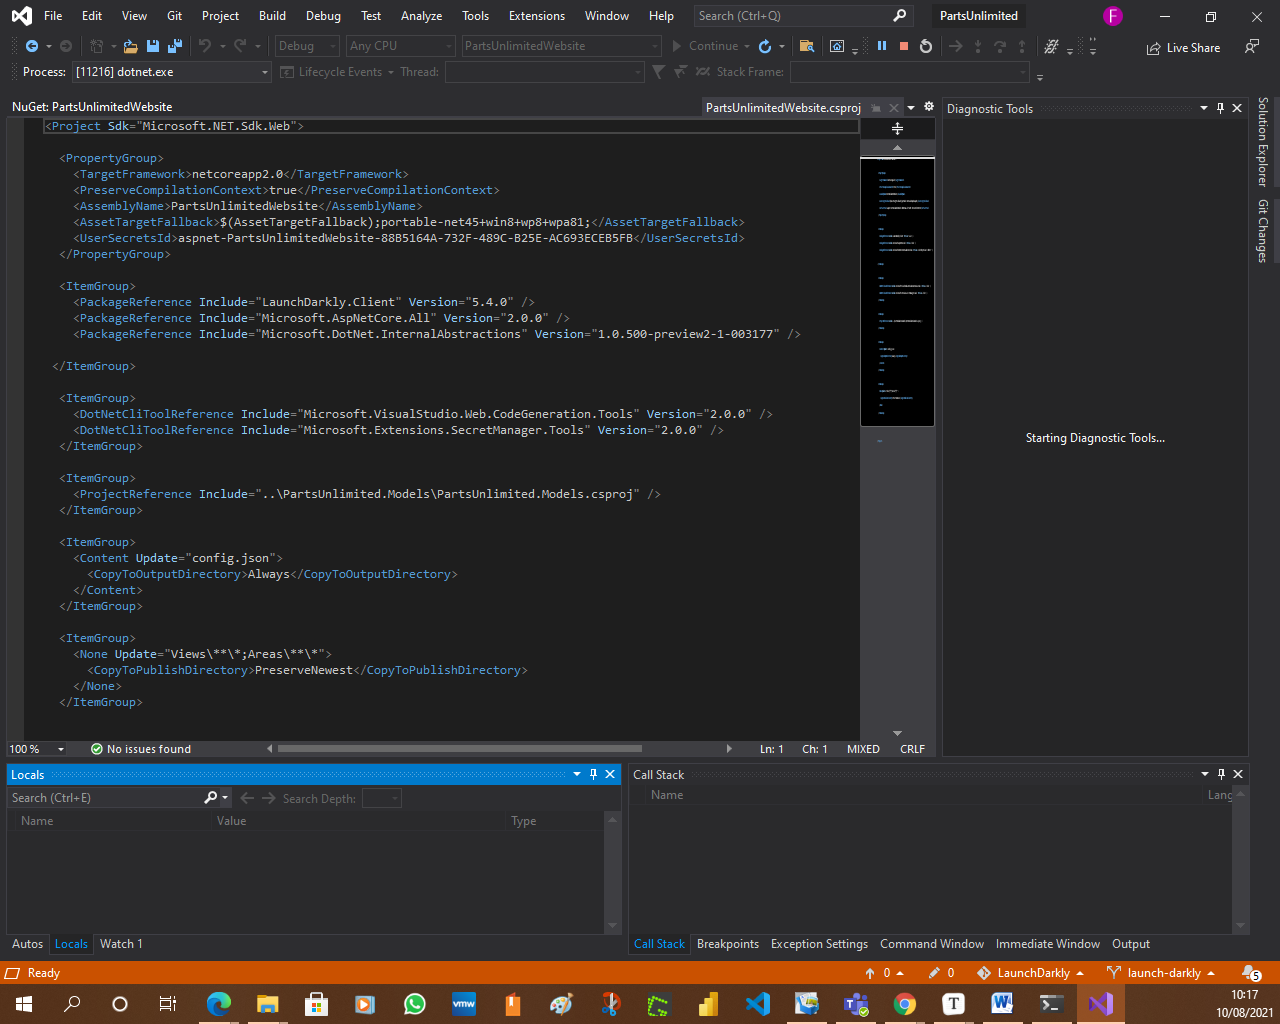 File Edit View Git Project Build Debug Test Analyze Tools Extensions Window Help Search (Ctrl+Q) PartsUnlimited F
Debug Any CPU PartsUnlimitedWebsite Continue Live Share
Process: [11216] dotnet.exe Lifecycle Events Thread: Stack Frame:
NuGet: PartsUnlimitedWebsite PartsUnlimitedWebsite.csproj Diagnostic Tools
<Project Sdk="Microsoft.NET.Sdk.Web">
<PropertyGroup>
<TargetFramework>netcoreapp2.0</TargetFramework>
<PreserveCompilationContext>true</PreserveCompilationContext>
<AssemblyName>PartsUnlimitedWebsite</AssemblyName>
<AssetTargetFallback>$(AssetTargetFallback);portable-net45+win8+wp8+wpa81;</AssetTargetFallback>
<UserSecretsId>aspnet-PartsUnlimitedWebsite-88B5164A-732F-489C-B25E-AC693ECEB5FB</UserSecretsId>
</PropertyGroup>
<ItemGroup>
<PackageReference Include="LaunchDarkly.Client" Version="5.4.0" />
<PackageReference Include="Microsoft.AspNetCore.All" Version="2.0.0" />
<PackageReference Include="Microsoft.DotNet.InternalAbstractions" Version="1.0.500-preview2-1-003177" />
</ItemGroup>
<ItemGroup>
<DotNetCliToolReference Include="Microsoft.VisualStudio.Web.CodeGeneration.Tools" Version="2.0.0" />
<DotNetCliToolReference Include="Microsoft.Extensions.SecretManager.Tools" Version="2.0.0" />
</ItemGroup>
<ItemGroup>
<ProjectReference Include="..\PartsUnlimited.Models\PartsUnlimited.Models.csproj" />
</ItemGroup>
<ItemGroup>
<Content Update="config.json">
<CopyToOutputDirectory>Always</CopyToOutputDirectory>
</Content>
</ItemGroup>
<ItemGroup>
<None Update="Views\**\*;Areas\**\*">
<CopyToPublishDirectory>PreserveNewest</CopyToPublishDirectory>
</None>
</ItemGroup>
Starting Diagnostic Tools...
Solution Explorer
Git Changes
100 % No issues found Ln: 1 Ch: 1 MIXED CRLF
Locals
Search (Ctrl+E) Search Depth:
Name Value Type
Autos Locals Watch 1
Call Stack
Name Lang
Call Stack Breakpoints Exception Settings Command Window Immediate Window Output
Ready 0 0 LaunchDarkly launch-darkly 5
vmw T
10:17
10/08/2021